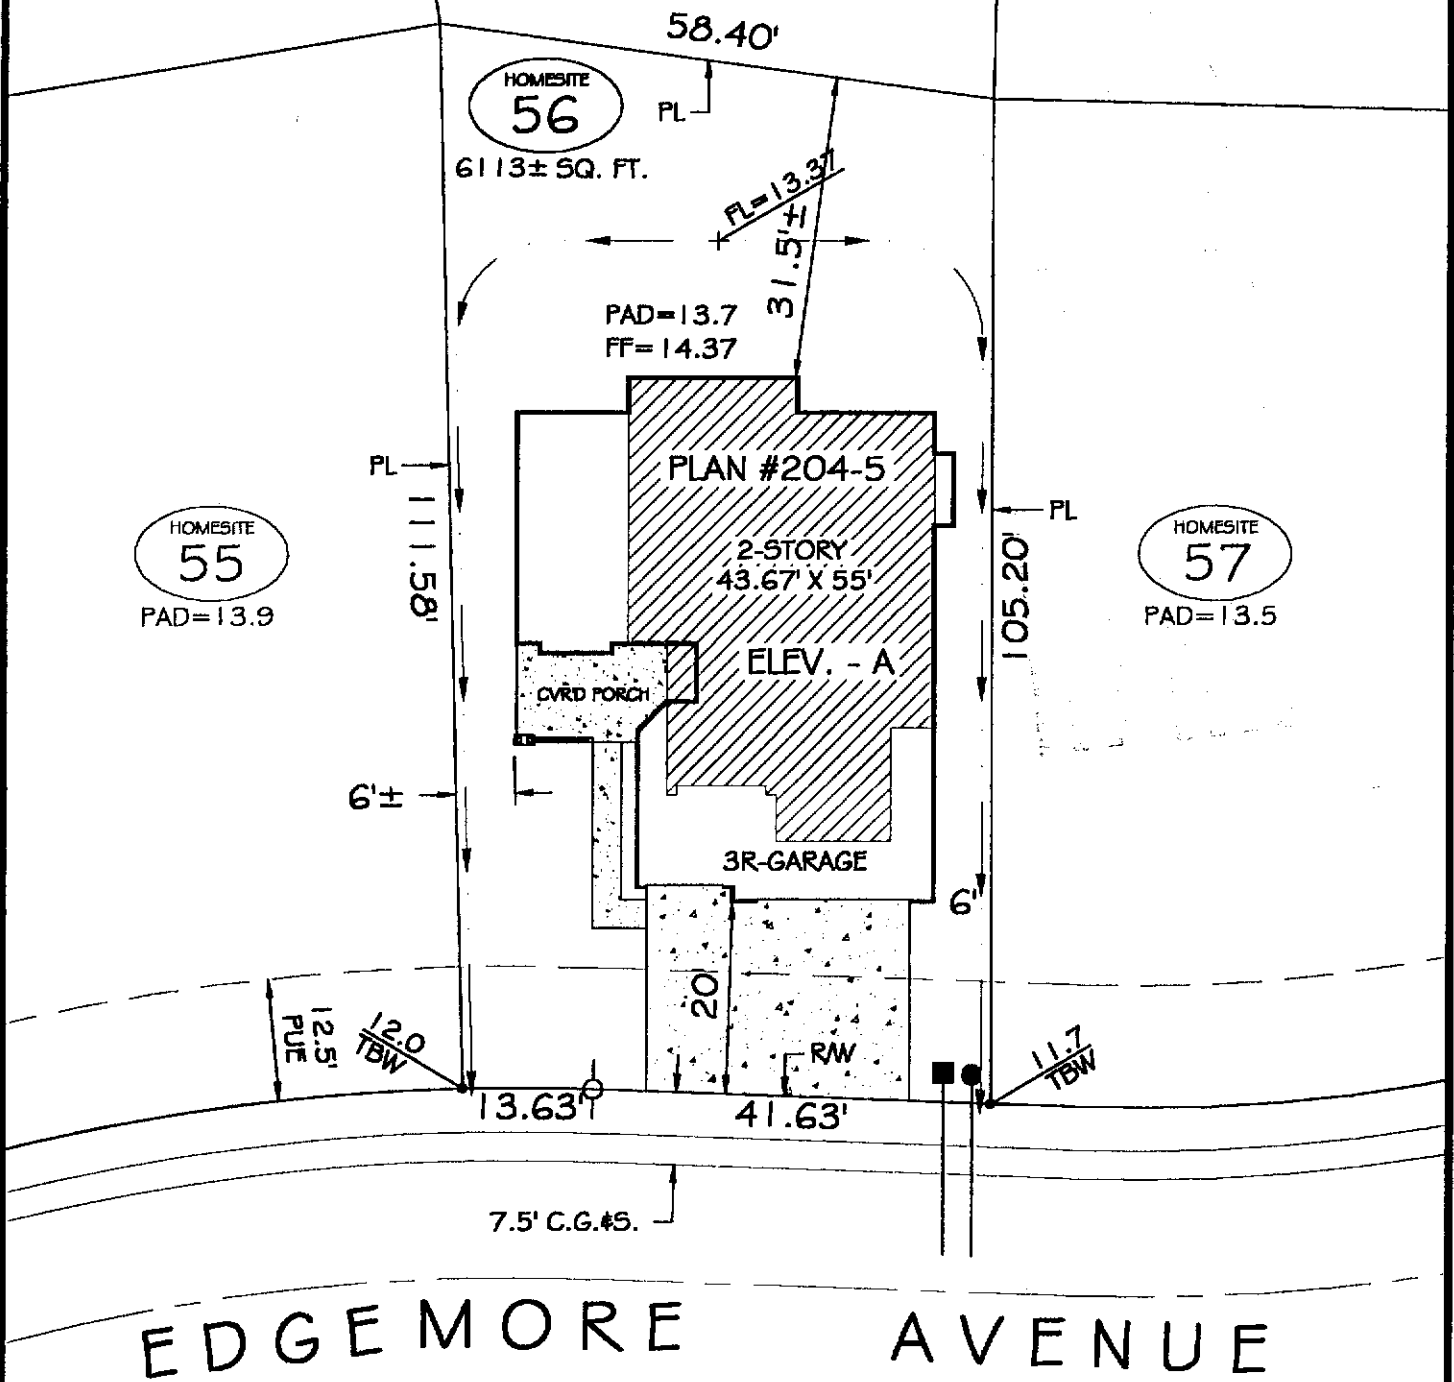 58.40'
HOMESITE
56
6113± SQ. FT.
PL
FL=13.37
31.5'±
PAD=13.7
FF=14.37
PL
111.58'
PLAN #204-5
2-STORY
43.67' X 55'
ELEV. - A
PL
105.20'
HOMESITE
55
PAD=13.9
HOMESITE
57
PAD=13.5
CVR'D PORCH
6'±
3R-GARAGE
6'
20'
12.5'
PUE
12.0
TBW
R/W
11.7
TBW
13.63'
41.63'
7.5' C.G.&S.
EDGEMORE AVENUE